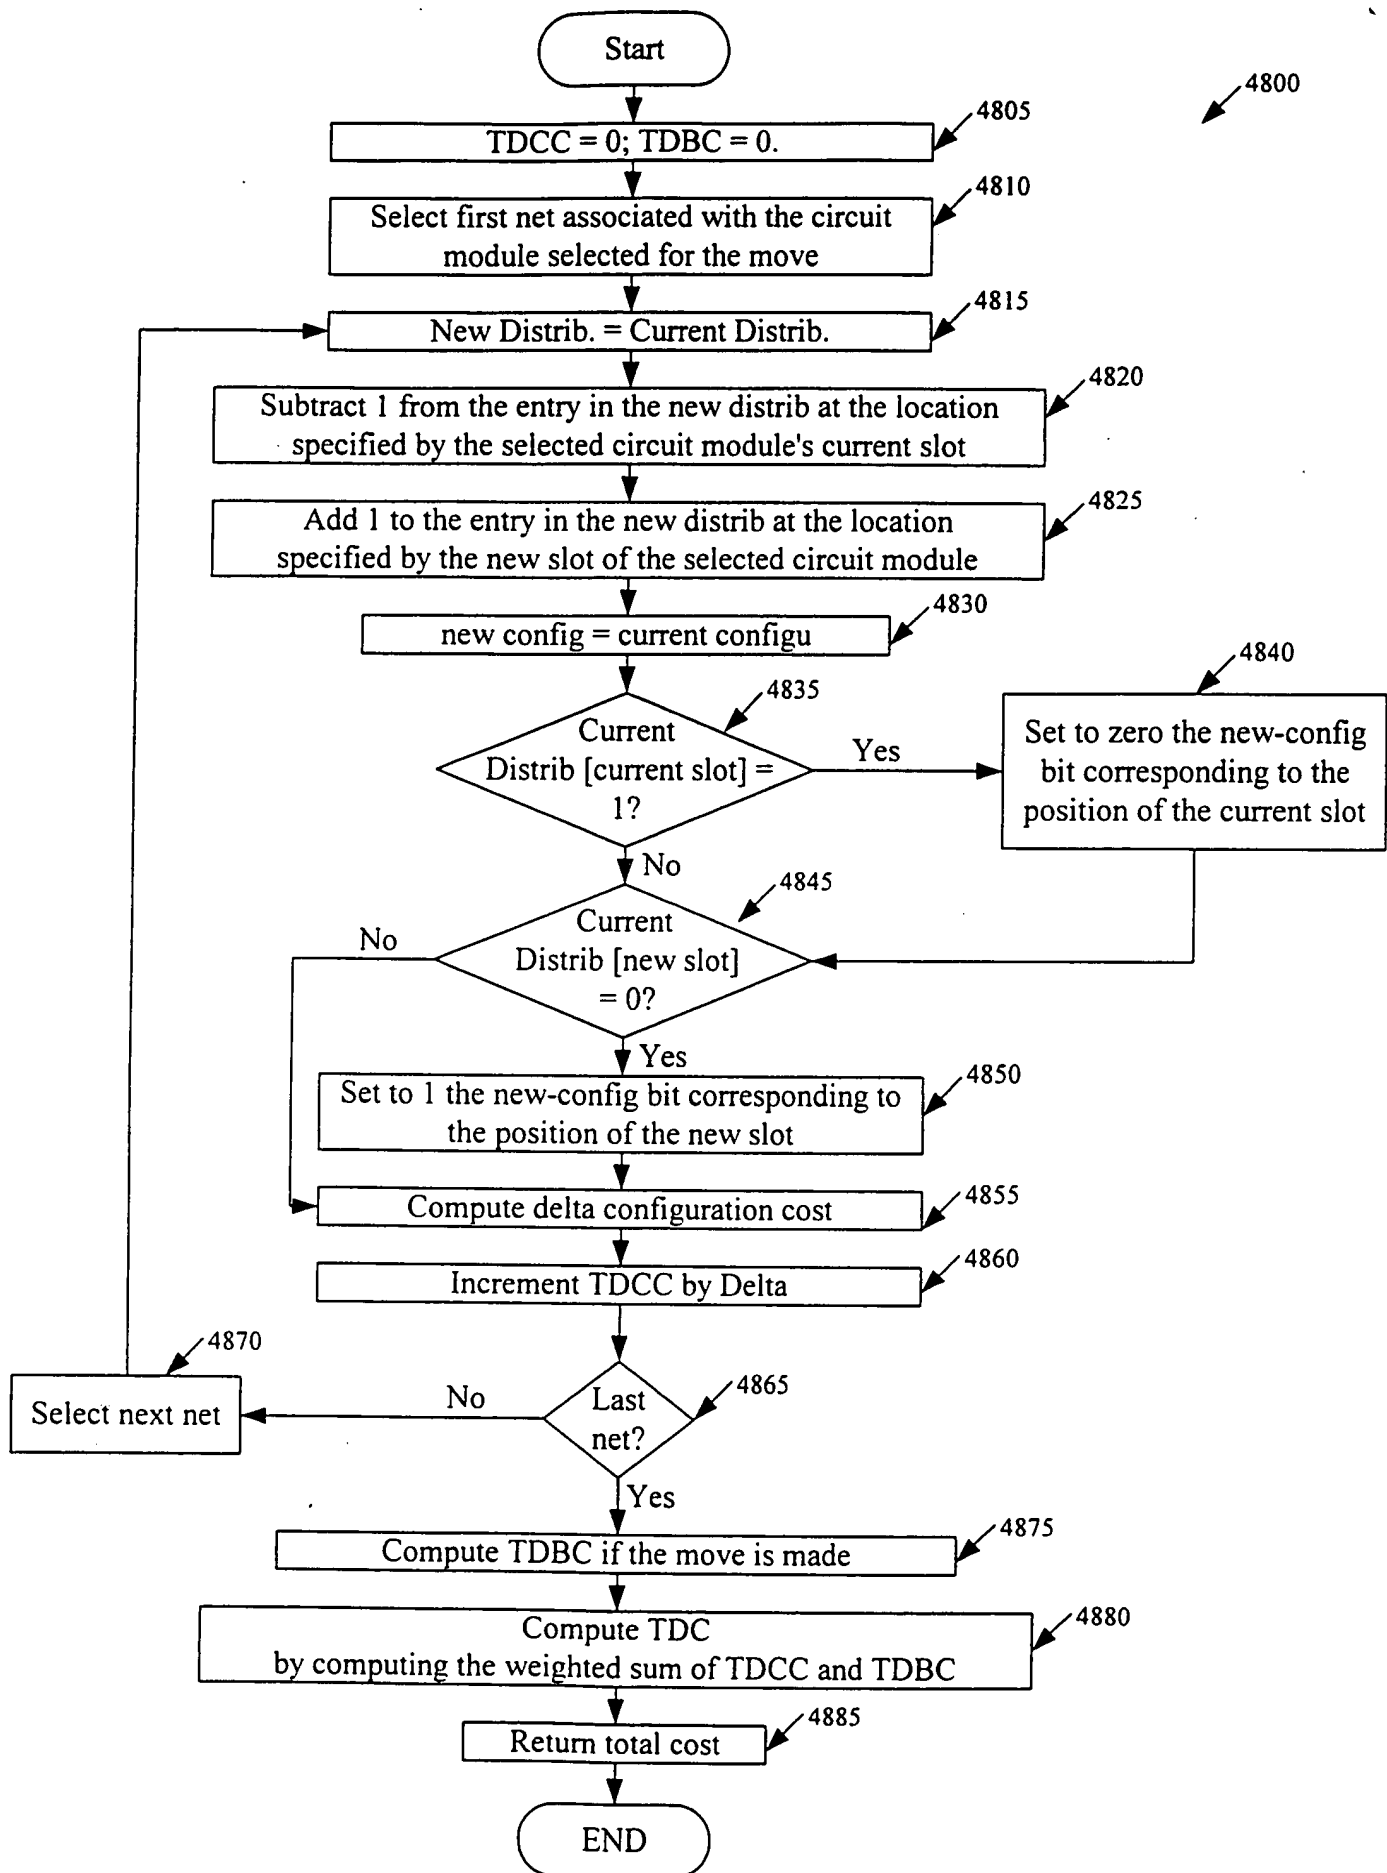 Start
4800
4805
TDCC = 0; TDBC = 0.
4810
Select first net associated with the circuit
module selected for the move
4815
New Distrib. = Current Distrib.
4820
Subtract 1 from the entry in the new distrib at the location
specified by the selected circuit module's current slot
4825
Add 1 to the entry in the new distrib at the location
specified by the new slot of the selected circuit module
4830
new config = current configu
4835
Current
Distrib [current slot] =
1?
Yes
4840
Set to zero the new-config
bit corresponding to the
position of the current slot
No
4845
Current
Distrib [new slot]
= 0?
No
Yes
4850
Set to 1 the new-config bit corresponding to
the position of the new slot
4855
Compute delta configuration cost
4860
Increment TDCC by Delta
4865
Last
net?
No
4870
Select next net
Yes
4875
Compute TDBC if the move is made
4880
Compute TDC
by computing the weighted sum of TDCC and TDBC
4885
Return total cost
END